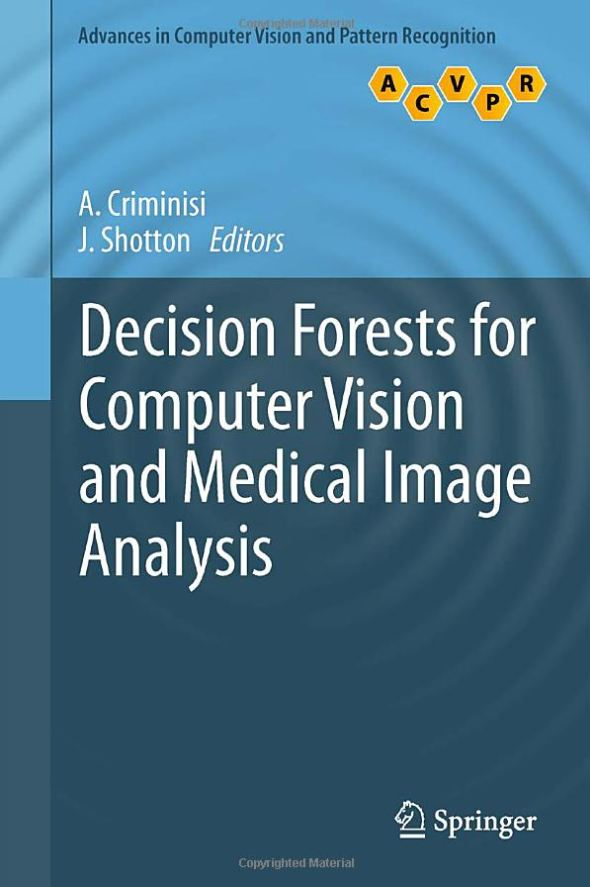 Copyrighted Material
Advances in Computer Vision and Pattern Recognition
A C V P R
A. Criminisi
J. Shotton Editors
Decision Forests for
Computer Vision
and Medical Image
Analysis
Springer
Copyrighted Material